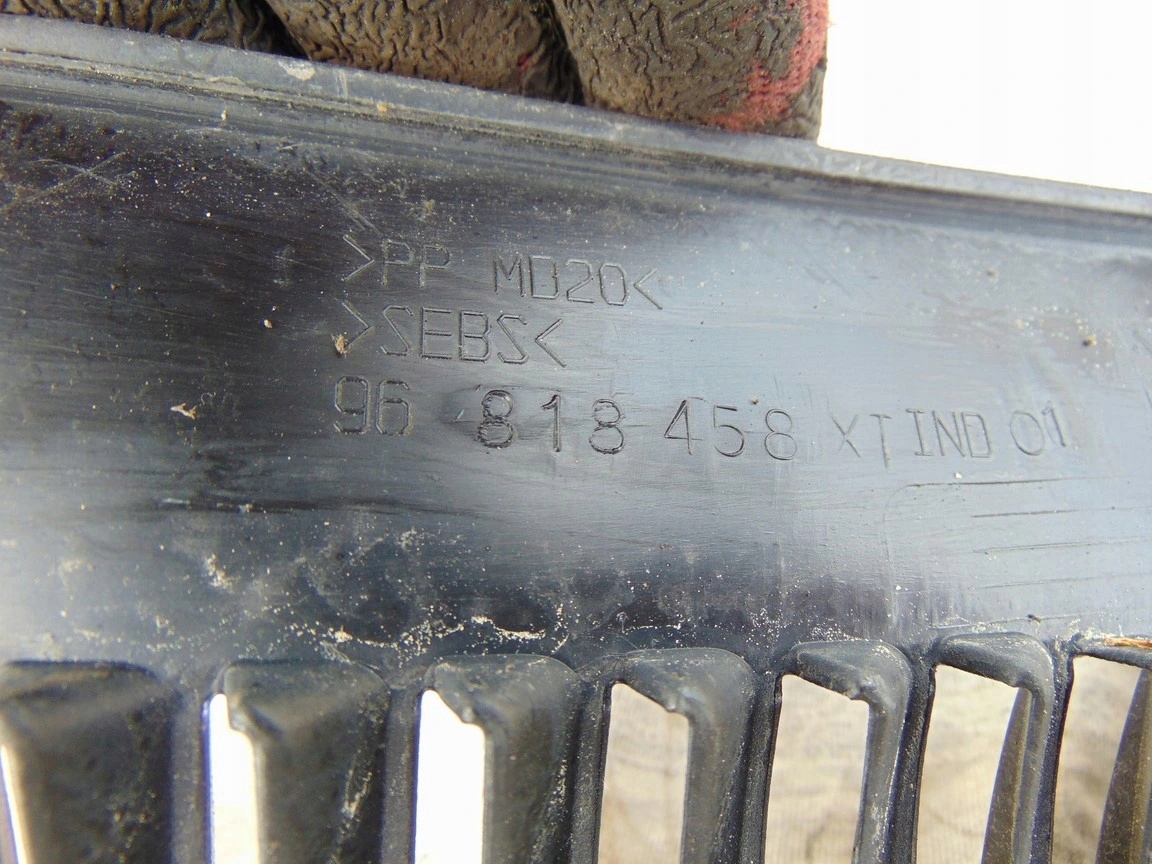 >PP MD20<
>SEBS<
96 818 458 XT IND 01